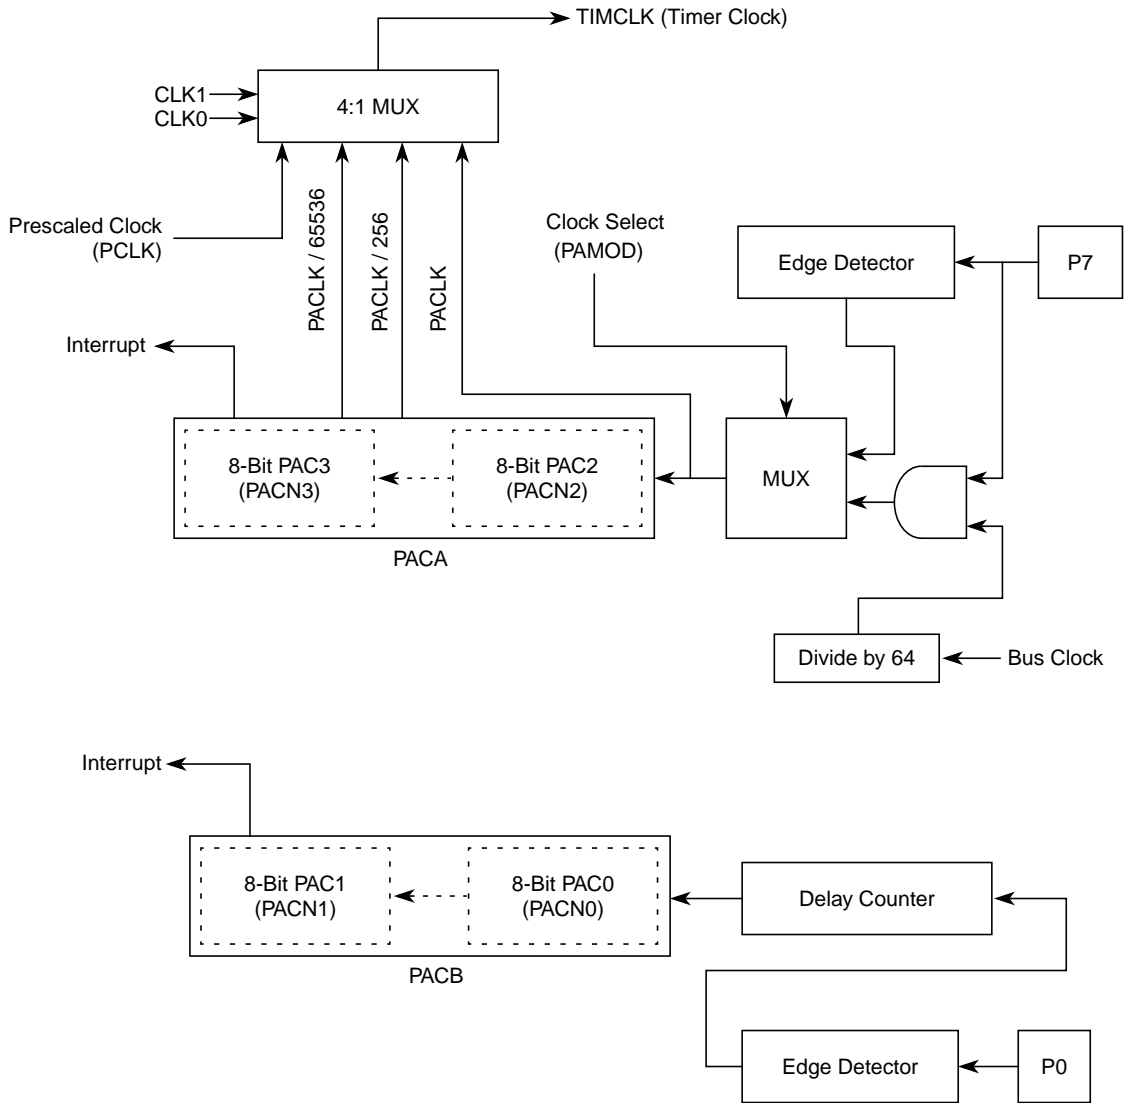 TIMCLK (Timer Clock)
CLK1
CLK0
4:1 MUX
Prescaled Clock
(PCLK)
PACLK / 65536
PACLK / 256
PACLK
Clock Select
(PAMOD)
Edge Detector
P7
Interrupt
8-Bit PAC3
(PACN3)
8-Bit PAC2
(PACN2)
MUX
PACA
Divide by 64
Bus Clock
Interrupt
8-Bit PAC1
(PACN1)
8-Bit PAC0
(PACN0)
Delay Counter
PACB
Edge Detector
P0